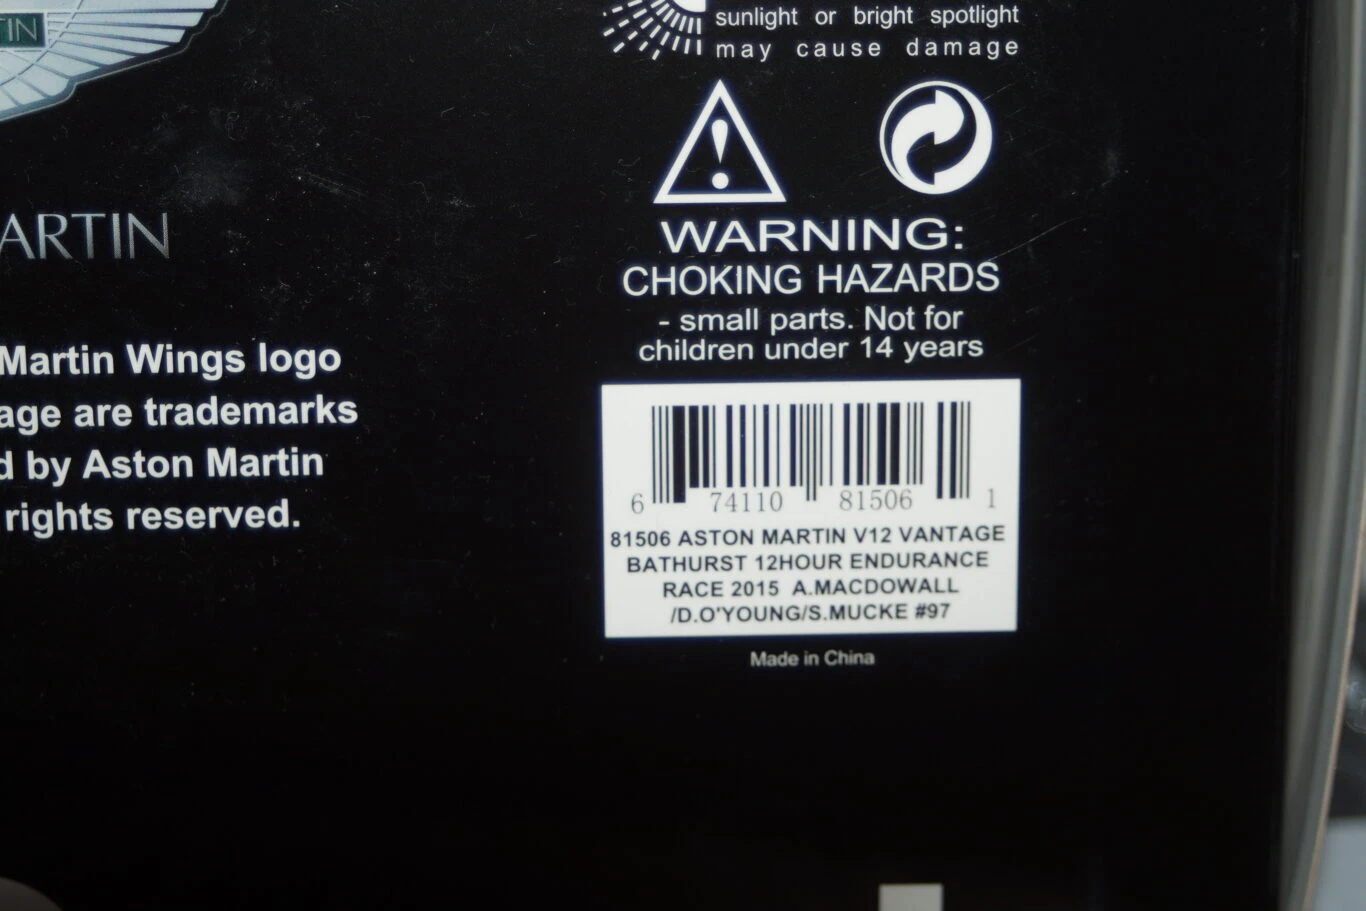 TIN
ARTIN
Martin Wings logo
age are trademarks
d by Aston Martin
rights reserved.
sunlight or bright spotlight
may cause damage
WARNING:
CHOKING HAZARDS
- small parts. Not for
children under 14 years
6 74110 81506 1
81506 ASTON MARTIN V12 VANTAGE
BATHURST 12HOUR ENDURANCE
RACE 2015 A.MACDOWALL
/D.O'YOUNG/S.MUCKE #97
Made in China